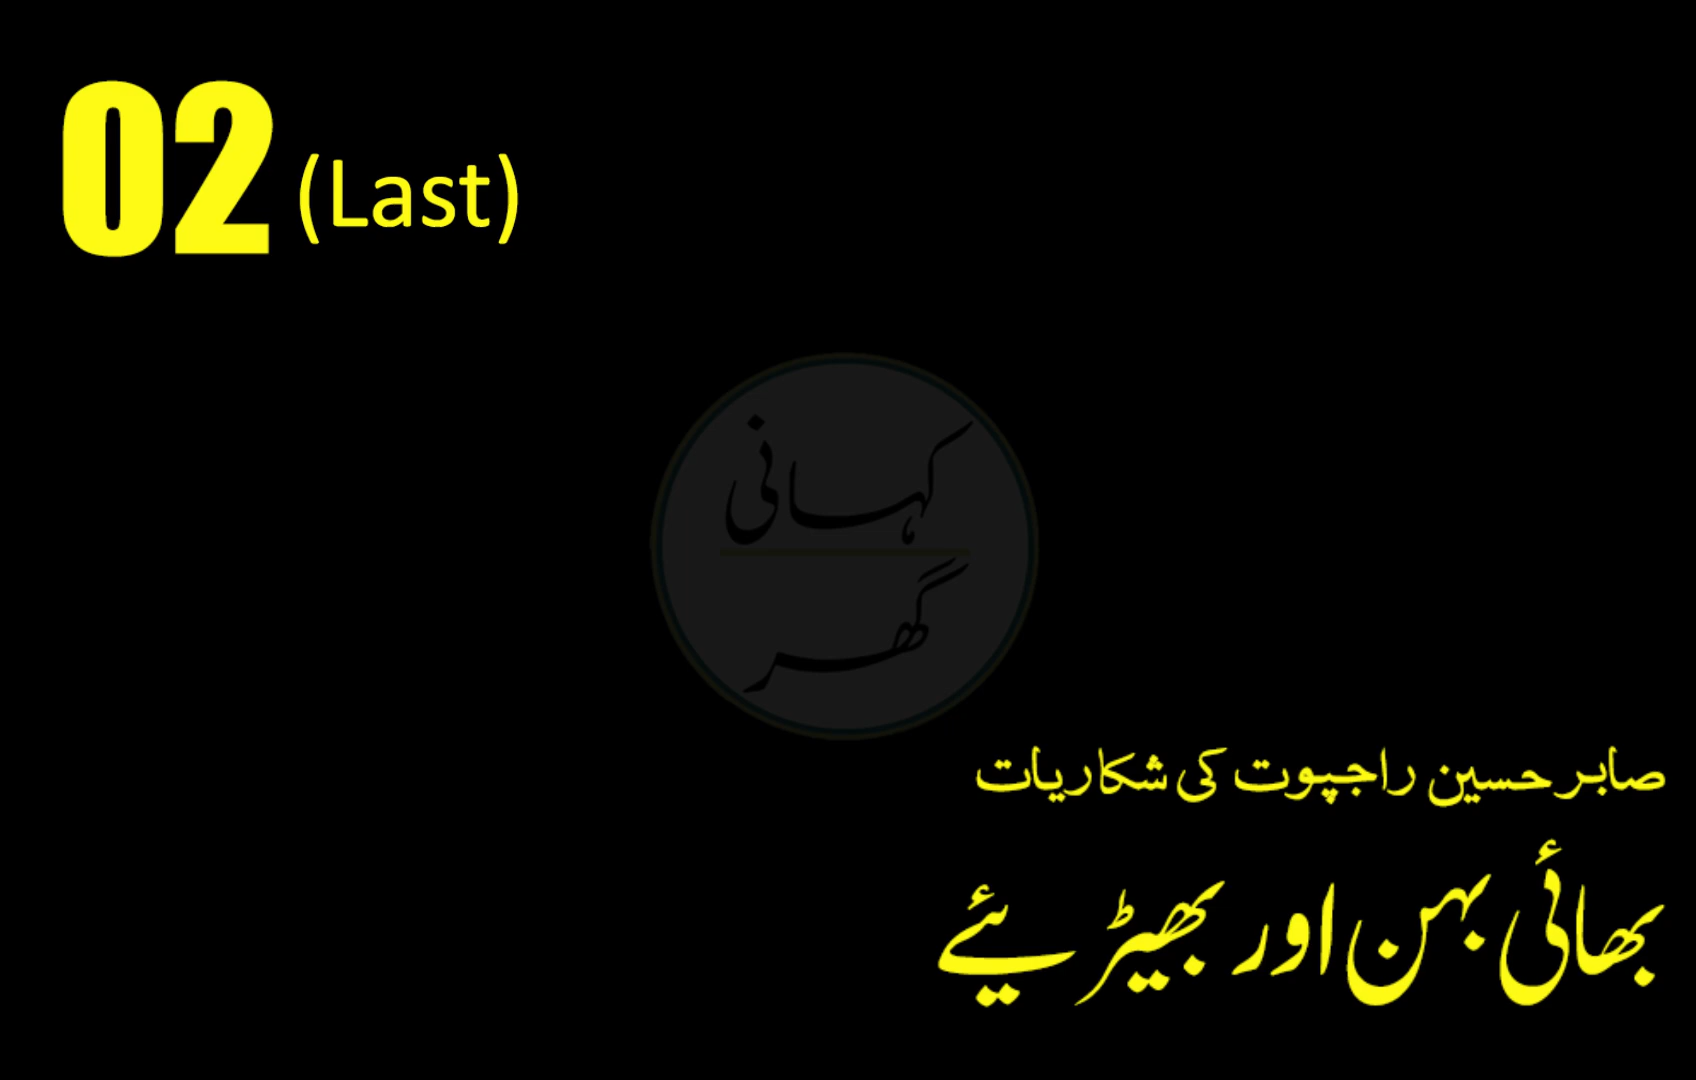 02 (Last)
کہانی
گھر
صابر حسین راجپوت کی شکاریات
بھائی بہن اور بھیڑیئے